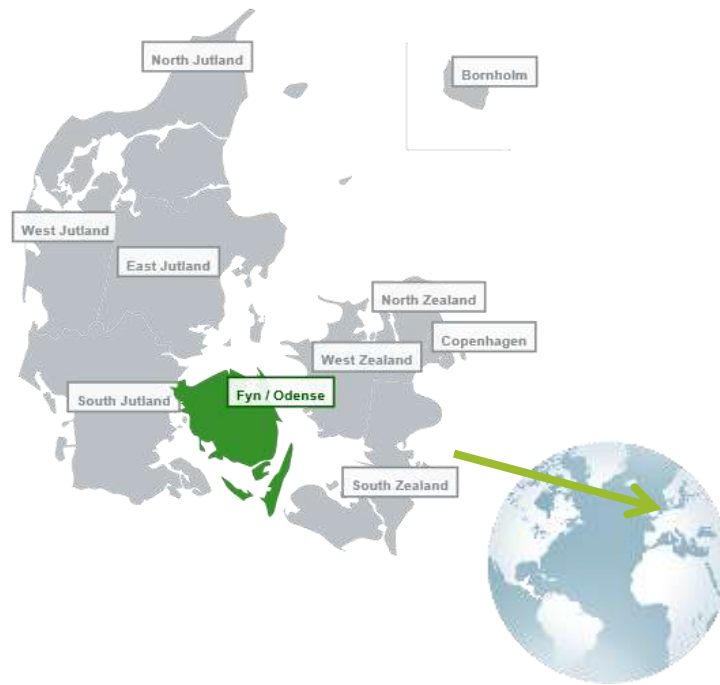 North Jutland
Bornholm
West Jutland
East Jutland
North Zealand
Copenhagen
West Zealand
Fyn / Odense
South Jutland
South Zealand